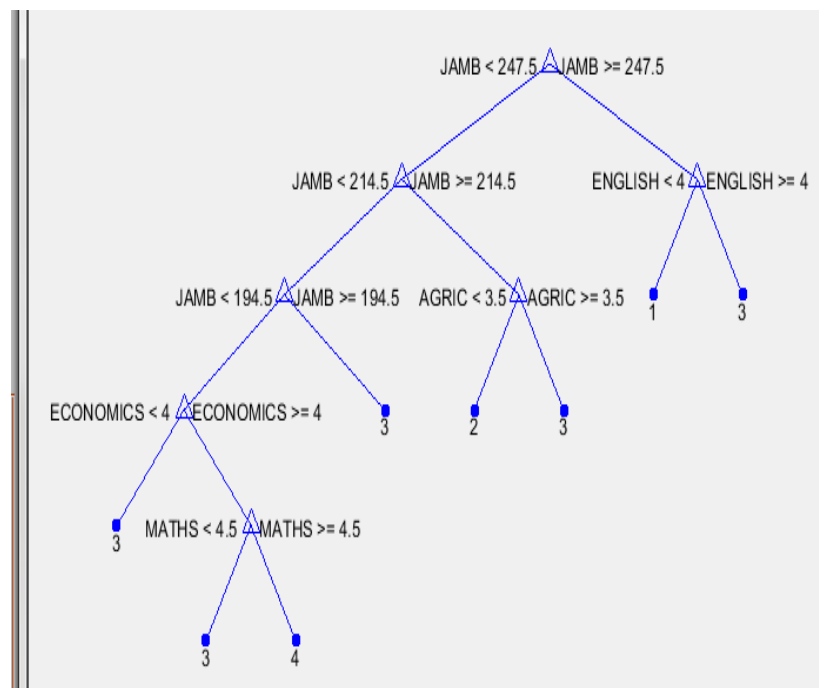 JAMB < 247.5 JAMB >= 247.5
JAMB < 214.5 JAMB >= 214.5
ENGLISH < 4 ENGLISH >= 4
JAMB < 194.5 JAMB >= 194.5
AGRIC < 3.5 AGRIC >= 3.5
1
3
ECONOMICS < 4 ECONOMICS >= 4
3
2
3
3
MATHS < 4.5 MATHS >= 4.5
3
4